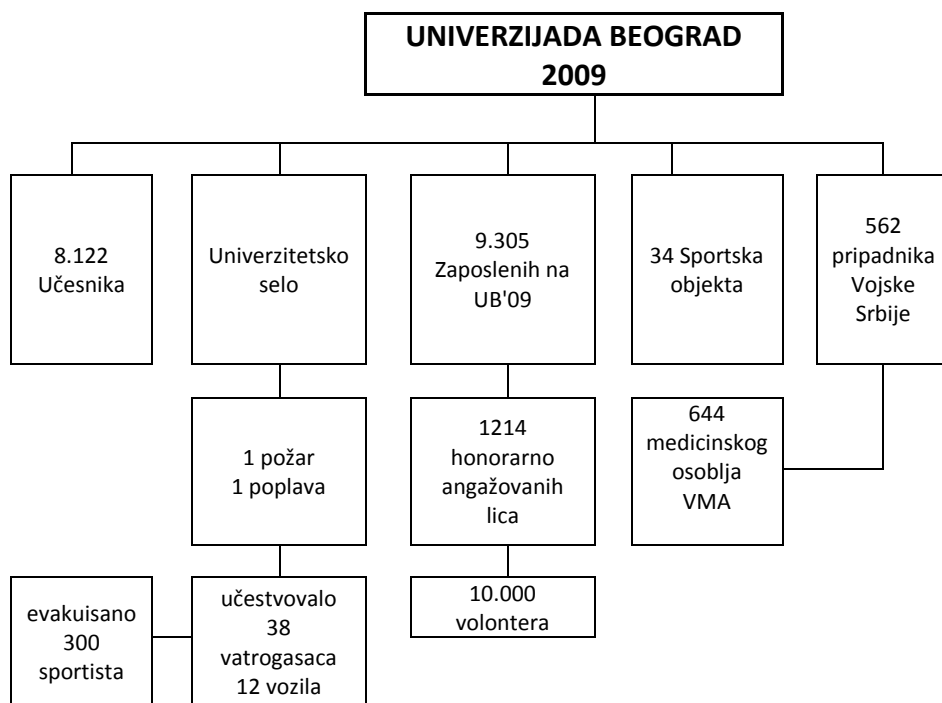 UNIVERZIJADA BEOGRAD
2009
8.122
Učesnika
Univerzitetsko
selo
9.305
Zaposlenih na
UB'09
34 Sportska
objekta
562
pripadnika
Vojske
Srbije
1 požar
1 poplava
1214
honorarno
angažovanih
lica
644
medicinskog
osoblja
VMA
evakuisano
300
sportista
učestvovalo
38
vatrogasaca
12 vozila
10.000
volontera